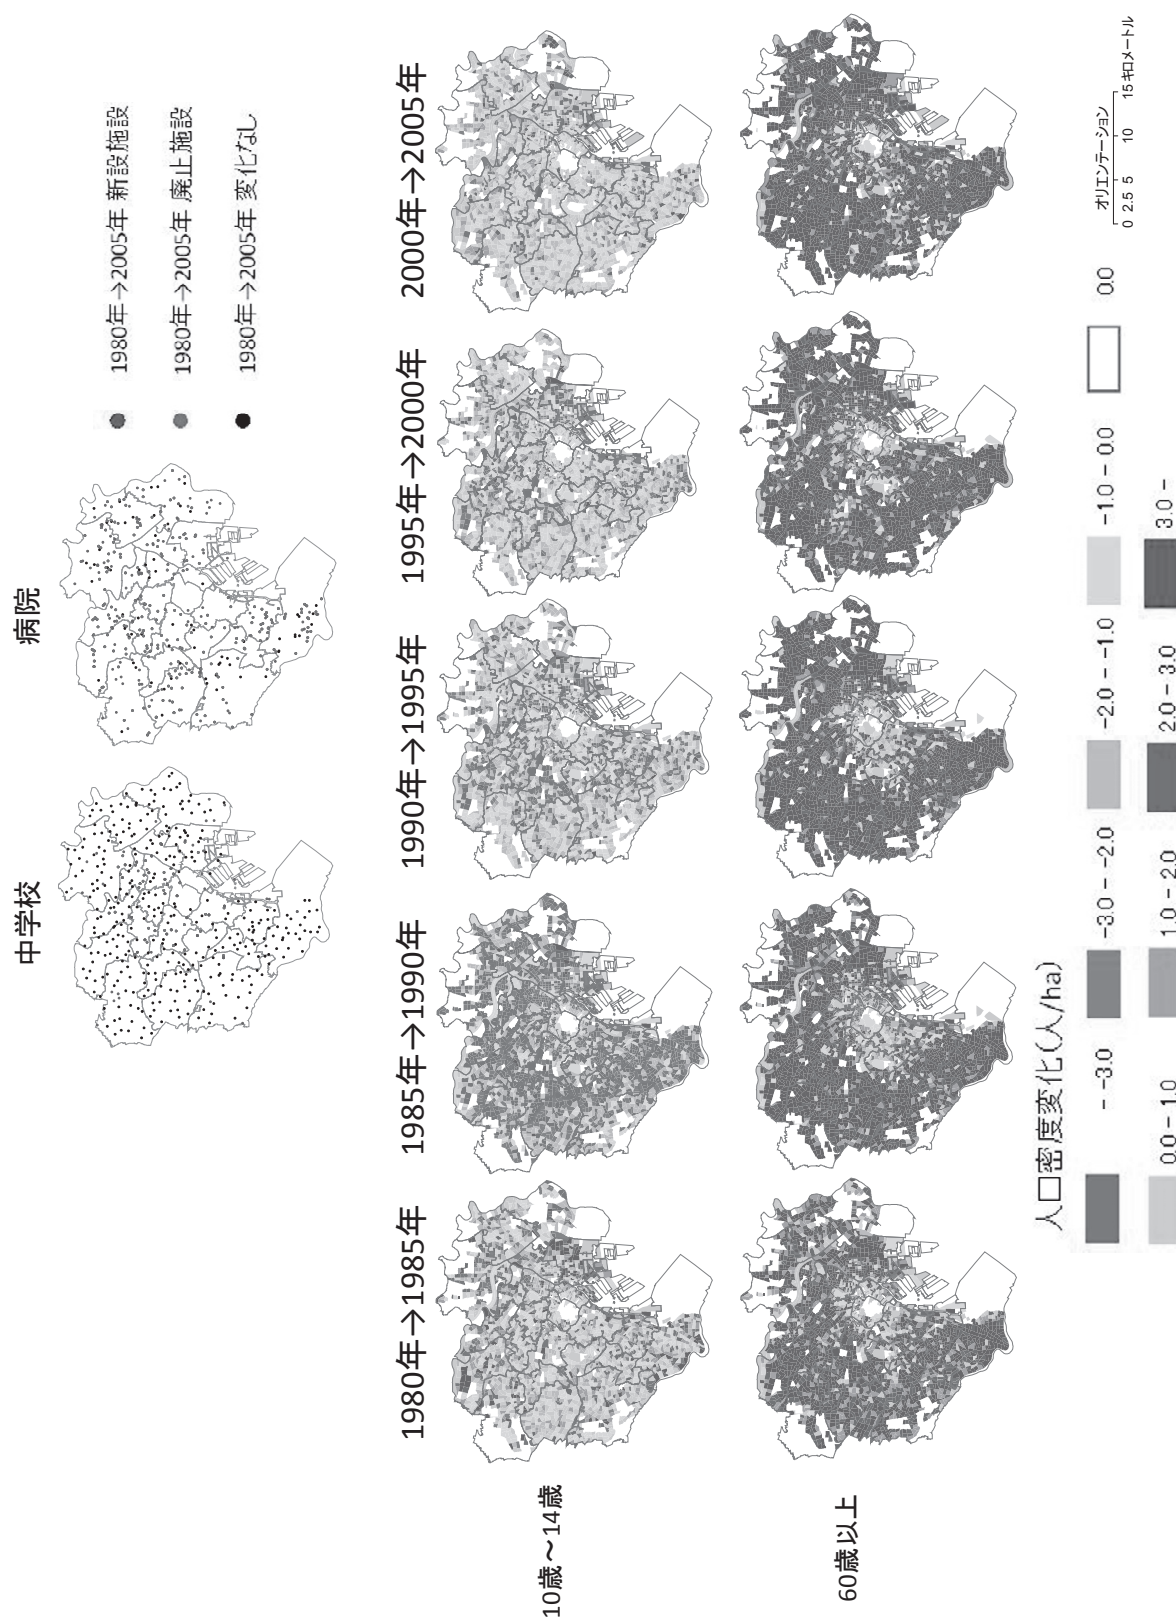 中学校
病院
1980年→2005年 新設施設
1980年→2005年 廃止施設
1980年→2005年 変化なし
1980年→1985年
1985年→1990年
1990年→1995年
1995年→2000年
2000年→2005年
10歳〜14歳
60歳以上
人口密度変化(人/ha)
- -3.0
-3.0 - -2.0
-2.0 - -1.0
-1.0 - 0.0
0.0
0.0 - 1.0
1.0 - 2.0
2.0 - 3.0
3.0 -
オリエンテーション
0 2.5 5 10 15キロメートル